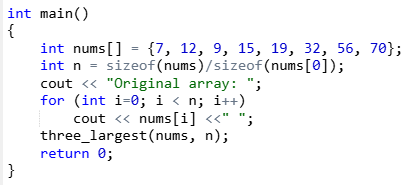 int main()
{
    int nums[] = {7, 12, 9, 15, 19, 32, 56, 70};
    int n = sizeof(nums)/sizeof(nums[0]);
    cout << "Original array: ";
    for (int i=0; i < n; i++)
        cout << nums[i] <<" ";
    three_largest(nums, n);
    return 0;
}